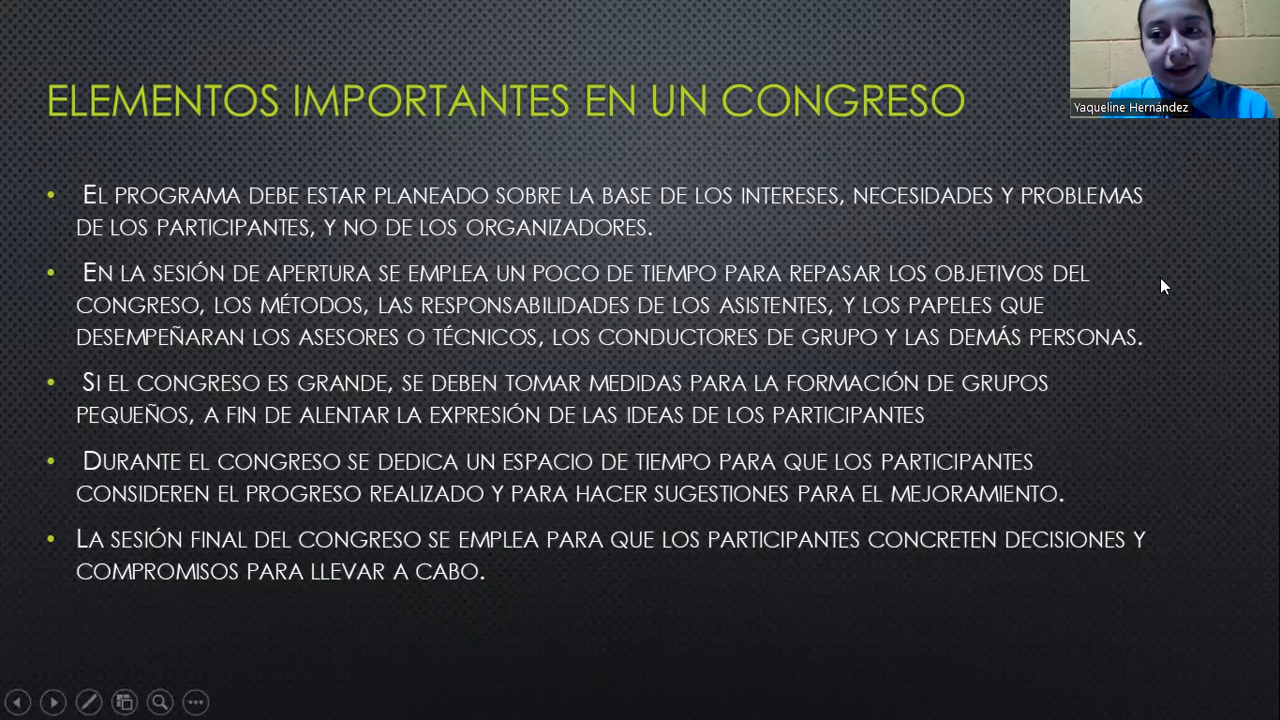 ELEMENTOS IMPORTANTES EN UN CONGRESO
Yaqueline Hernández
• EL PROGRAMA DEBE ESTAR PLANEADO SOBRE LA BASE DE LOS INTERESES, NECESIDADES Y PROBLEMAS
DE LOS PARTICIPANTES, Y NO DE LOS ORGANIZADORES.
• EN LA SESIÓN DE APERTURA SE EMPLEA UN POCO DE TIEMPO PARA REPASAR LOS OBJETIVOS DEL
CONGRESO, LOS MÉTODOS, LAS RESPONSABILIDADES DE LOS ASISTENTES, Y LOS PAPELES QUE
DESEMPEÑARAN LOS ASESORES O TÉCNICOS, LOS CONDUCTORES DE GRUPO Y LAS DEMÁS PERSONAS.
• SI EL CONGRESO ES GRANDE, SE DEBEN TOMAR MEDIDAS PARA LA FORMACIÓN DE GRUPOS
PEQUEÑOS, A FIN DE ALENTAR LA EXPRESIÓN DE LAS IDEAS DE LOS PARTICIPANTES
• DURANTE EL CONGRESO SE DEDICA UN ESPACIO DE TIEMPO PARA QUE LOS PARTICIPANTES
CONSIDEREN EL PROGRESO REALIZADO Y PARA HACER SUGESTIONES PARA EL MEJORAMIENTO.
• LA SESIÓN FINAL DEL CONGRESO SE EMPLEA PARA QUE LOS PARTICIPANTES CONCRETEN DECISIONES Y
COMPROMISOS PARA LLEVAR A CABO.